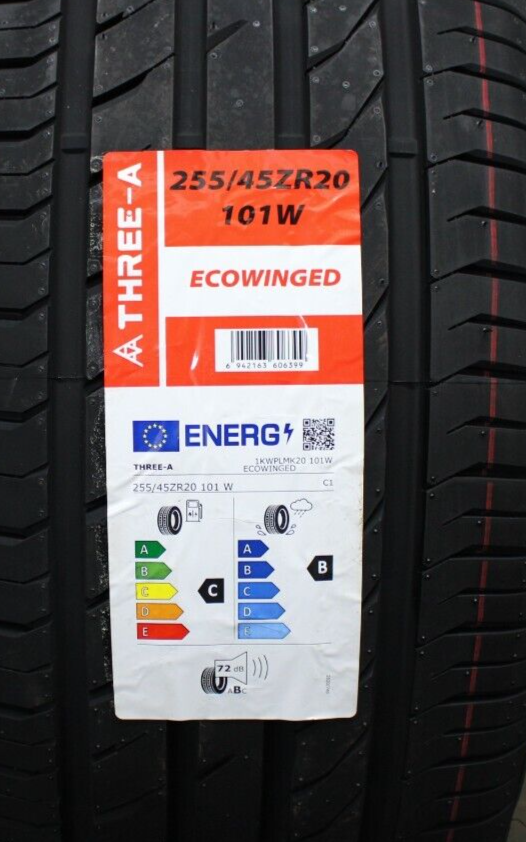 THREE-A
255/45ZR20
101W
ECOWINGED
6 942163 606399
ENERG
THREE-A
1KWPLMK20 101W
ECOWINGED
255/45ZR20 101 W
C1
A
B
C
D
E
C
A
B
C
D
E
B
72 dB
ABC